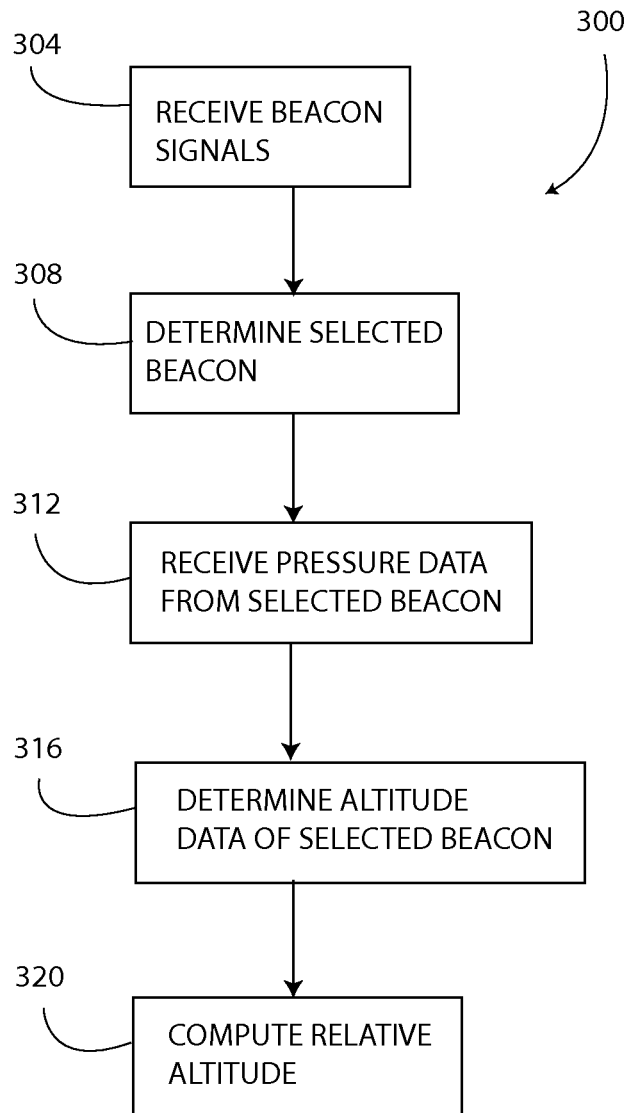 300
304
RECEIVE BEACON
SIGNALS
308
DETERMINE SELECTED
BEACON
312
RECEIVE PRESSURE DATA
FROM SELECTED BEACON
316
DETERMINE ALTITUDE
DATA OF SELECTED BEACON
320
COMPUTE RELATIVE
ALTITUDE